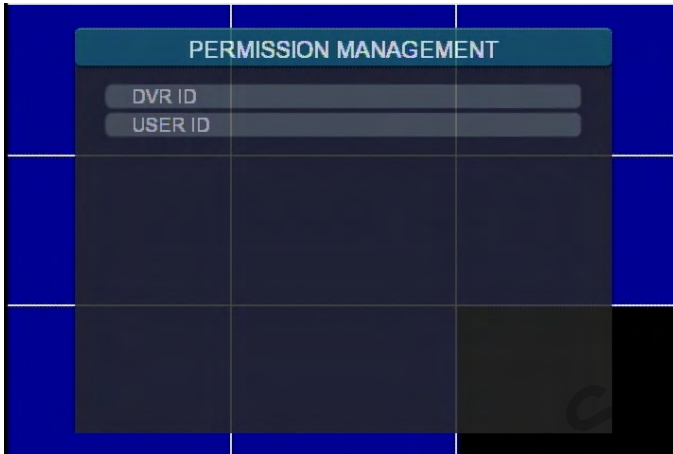 PERMISSION MANAGEMENT
DVR ID
USER ID